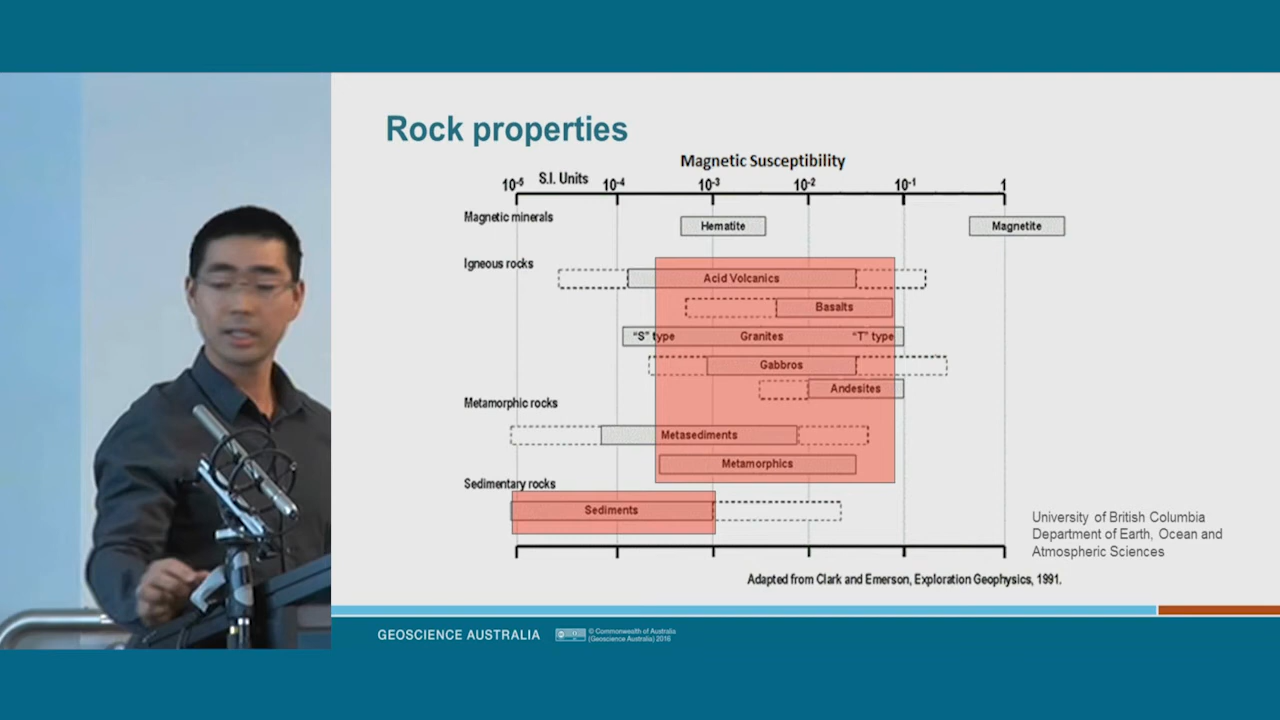 Rock properties
Magnetic Susceptibility
10-5 S.I. Units 10-4 10-3 10-2 10-1 1
Magnetic minerals
Hematite Magnetite
Igneous rocks
Acid Volcanics
Basalts
“S” type Granites “T” type
Gabbros
Andesites
Metamorphic rocks
Metasediments
Metamorphics
Sedimentary rocks
Sediments
University of British Columbia
Department of Earth, Ocean and
Atmospheric Sciences
Adapted from Clark and Emerson, Exploration Geophysics, 1991.
GEOSCIENCE AUSTRALIA
© Commonwealth of Australia
(Geoscience Australia) 2016